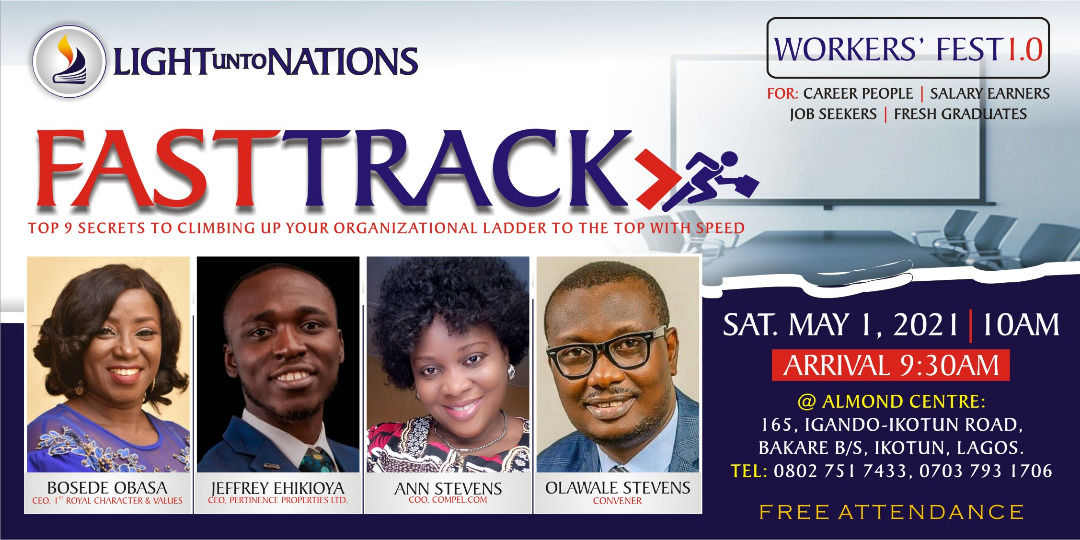 LIGHT UNTO NATIONS
WORKERS' FEST 1.0
FOR: CAREER PEOPLE | SALARY EARNERS
JOB SEEKERS | FRESH GRADUATES
FASTTRACK
TOP 9 SECRETS TO CLIMBING UP YOUR ORGANIZATIONAL LADDER TO THE TOP WITH SPEED
BOSEDE OBASA
CEO, 1ST ROYAL CHARACTER & VALUES
JEFFREY EHIKIOYA
CEO, PERTINENCE PROPERTIES LTD.
ANN STEVENS
COO, COMPEL.COM
OLAWALE STEVENS
CONVENER
SAT. MAY 1, 2021 | 10AM
ARRIVAL 9:30AM
@ ALMOND CENTRE:
165, IGANDO-IKOTUN ROAD,
BAKARE B/S, IKOTUN, LAGOS.
TEL: 0802 751 7433, 0703 793 1706
FREE ATTENDANCE